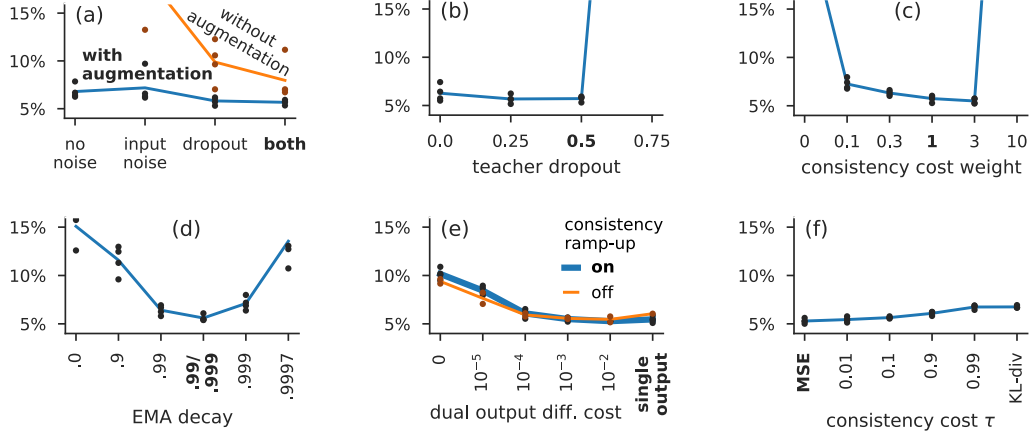 (a)
15%
10%
5%
with
augmentation
without
augmentation
no
noise
input
noise
dropout
both
(b)
15%
10%
5%
0.0
0.25
0.5
0.75
teacher dropout
(c)
15%
10%
5%
0
0.1
0.3
1
3
10
consistency cost weight
(d)
15%
10%
5%
.0
.9
.99
.99/
.999
.999
.9997
EMA decay
(e)
15%
10%
5%
consistency
ramp-up
on
off
0
10⁻⁵
10⁻⁴
10⁻³
10⁻²
single
output
dual output diff. cost
(f)
15%
10%
5%
MSE
0.01
0.1
0.9
0.99
KL-div
consistency cost τ